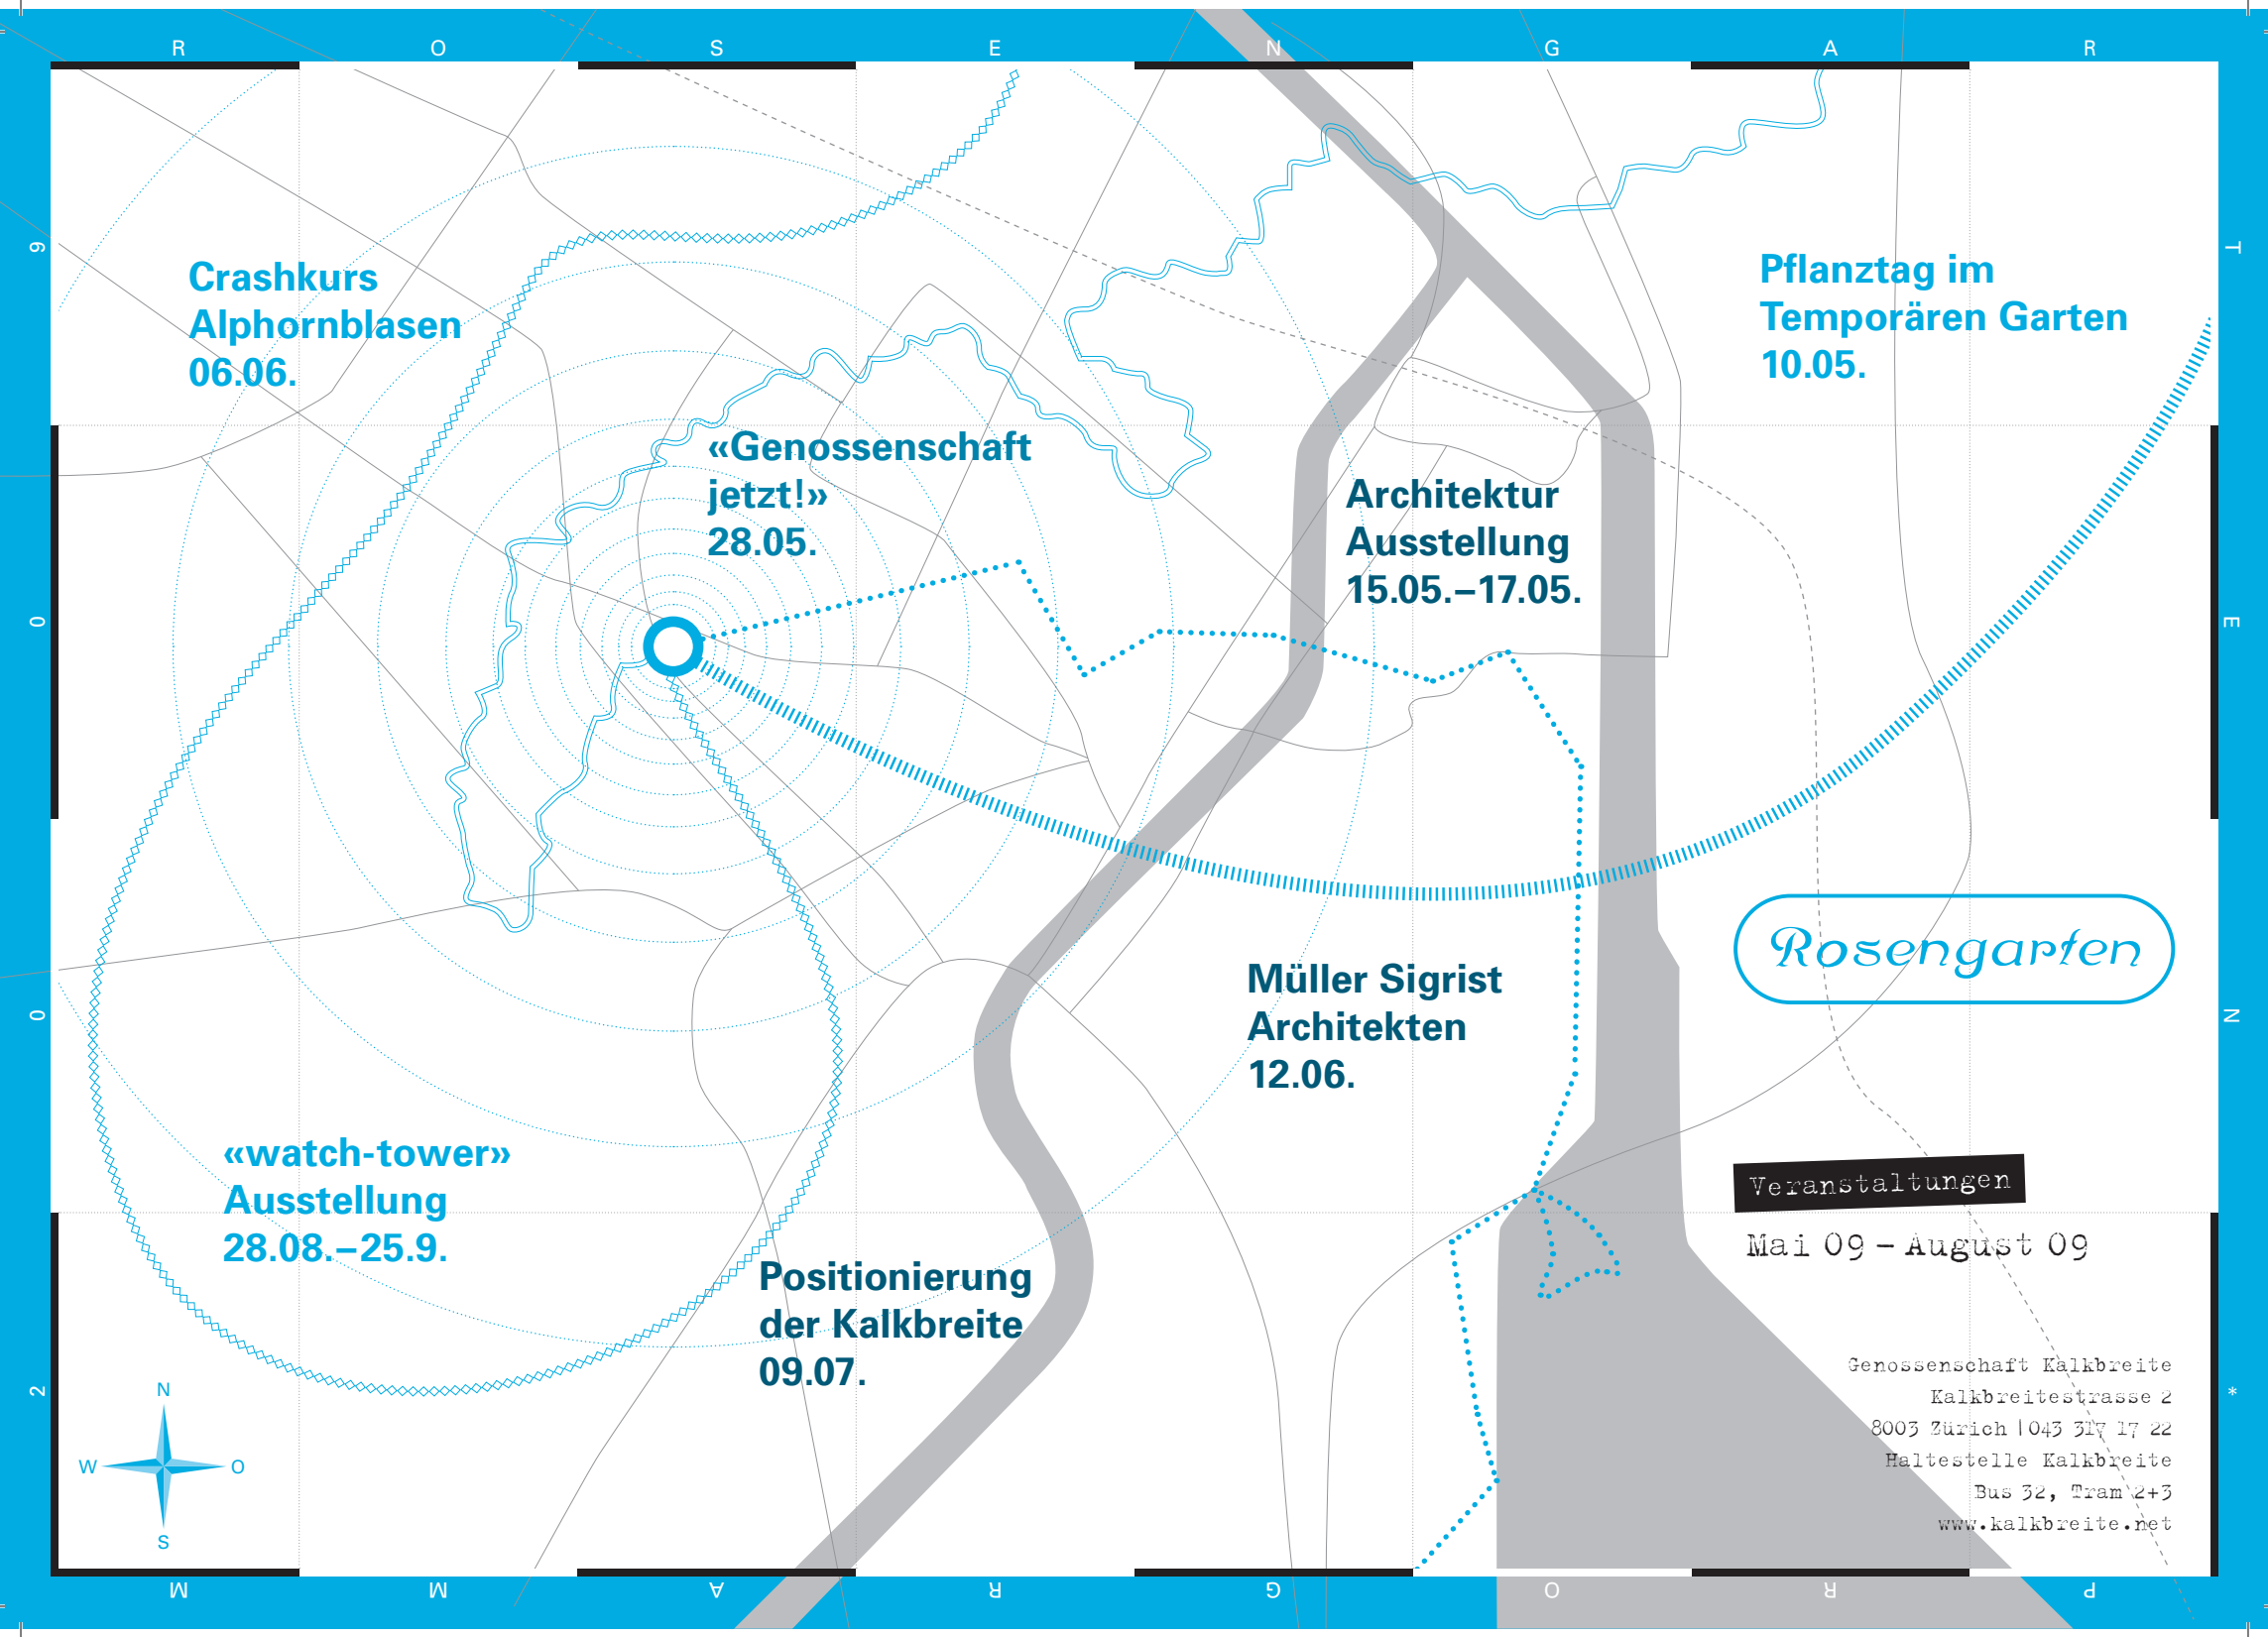 R O S E N G A R
T E N *
P R O G R A M M
2 0 0 9
Crashkurs
Alphornblasen
06.06.
Pflanztag im
Temporären Garten
10.05.
«Genossenschaft
jetzt!»
28.05.
Architektur
Ausstellung
15.05.–17.05.
Rosengarten
Müller Sigrist
Architekten
12.06.
«watch-tower»
Ausstellung
28.08.–25.9.
Positionierung
der Kalkbreite
09.07.
Veranstaltungen
Mai 09 – August 09
Genossenschaft Kalkbreite
Kalkbreitestrasse 2
8003 Zürich | 043 317 17 22
Haltestelle Kalkbreite
Bus 32, Tram 2+3
www.kalkbreite.net
N
W O
S